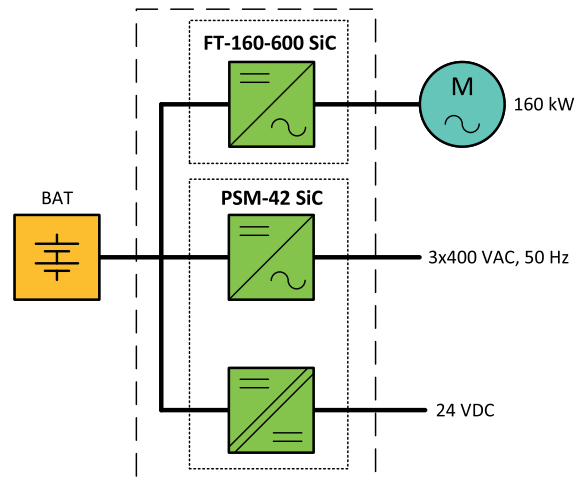 FT-160-600 SiC
M
160 kW
PSM-42 SiC
BAT
3x400 VAC, 50 Hz
24 VDC